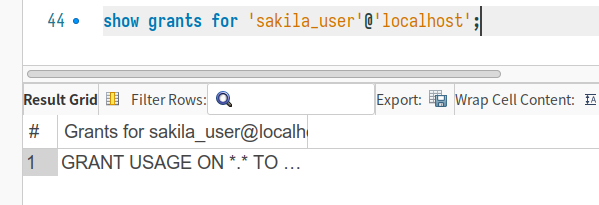 44 show grants for 'sakila_user'@'localhost';
Result Grid Filter Rows: Export: Wrap Cell Content:
# Grants for sakila_user@localh
1 GRANT USAGE ON *.* TO …